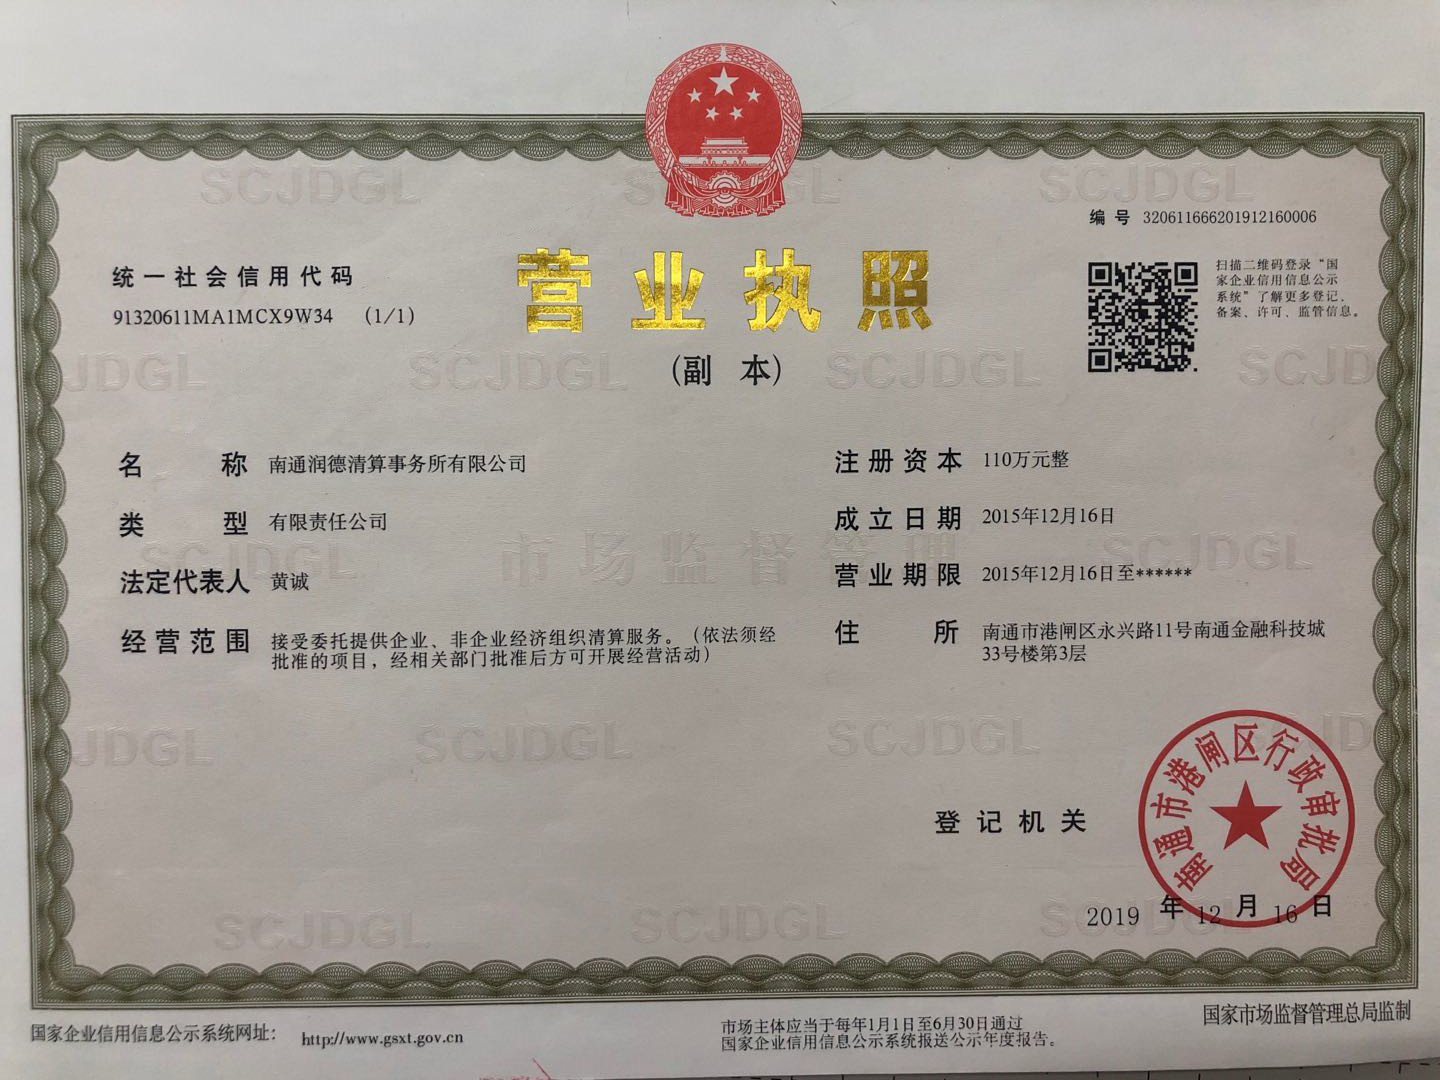 编号 320611666201912160006
统一社会信用代码
91320611MA1MCX9W34 (1/1)
营业执照
(副 本)
扫描二维码登录“国
家企业信用信息公示
系统”了解更多登记、
备案、许可、监管信息。
名称 南通润德清算事务所有限公司
类型 有限责任公司
法定代表人 黄诚
经营范围 接受委托提供企业、非企业经济组织清算服务。（依法须经
批准的项目，经相关部门批准后方可开展经营活动）
注册资本 110万元整
成立日期 2015年12月16日
营业期限 2015年12月16日至******
住所 南通市港闸区永兴路11号南通金融科技城
33号楼第3层
市场监督管理
SCJDGL
登记机关
南通市港闸区行政审批局
2019 年 12 月 16 日
国家企业信用信息公示系统网址： http://www.gsxt.gov.cn
市场主体应当于每年1月1日至6月30日通过
国家企业信用信息公示系统报送公示年度报告。
国家市场监督管理总局监制